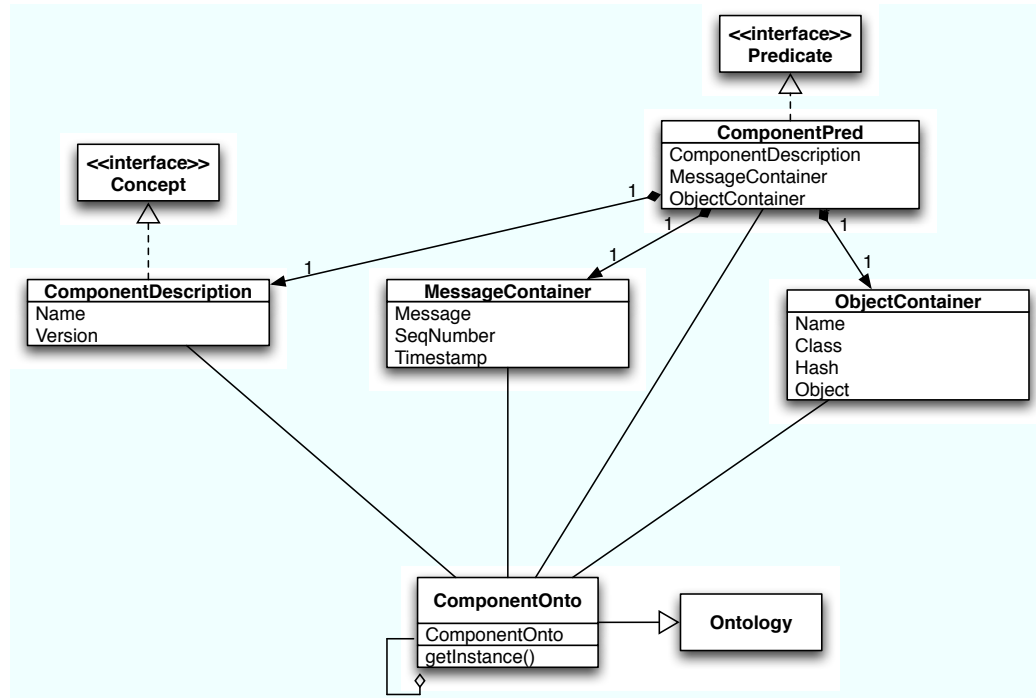 <<interface>>
Predicate
<<interface>>
Concept
ComponentPred
ComponentDescription
MessageContainer
ObjectContainer
1
1
1
1
1
1
ComponentDescription
Name
Version
MessageContainer
Message
SeqNumber
Timestamp
ObjectContainer
Name
Class
Hash
Object
ComponentOnto
ComponentOnto
getInstance()
Ontology